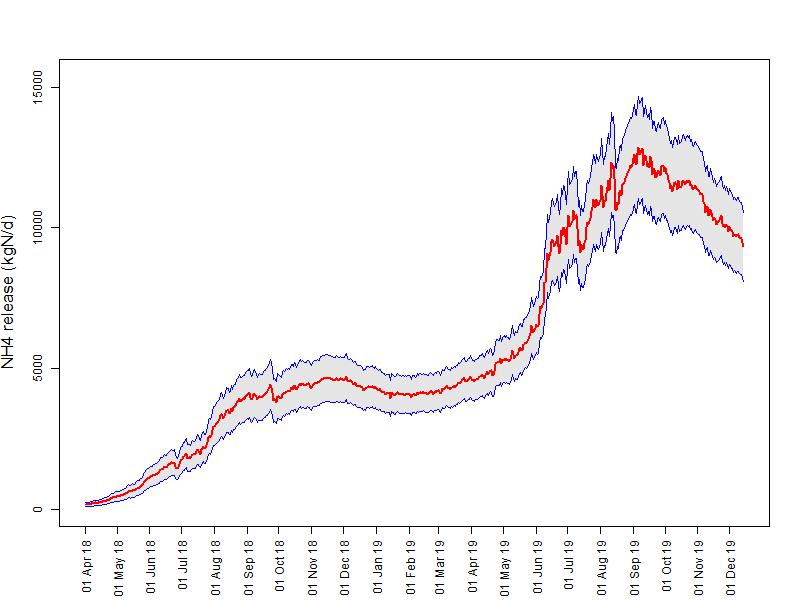 NH4 release (kgN/d)
15000
10000
5000
0
01 Apr 18
01 May 18
01 Jun 18
01 Jul 18
01 Aug 18
01 Sep 18
01 Oct 18
01 Nov 18
01 Dec 18
01 Jan 19
01 Feb 19
01 Mar 19
01 Apr 19
01 May 19
01 Jun 19
01 Jul 19
01 Aug 19
01 Sep 19
01 Oct 19
01 Nov 19
01 Dec 19